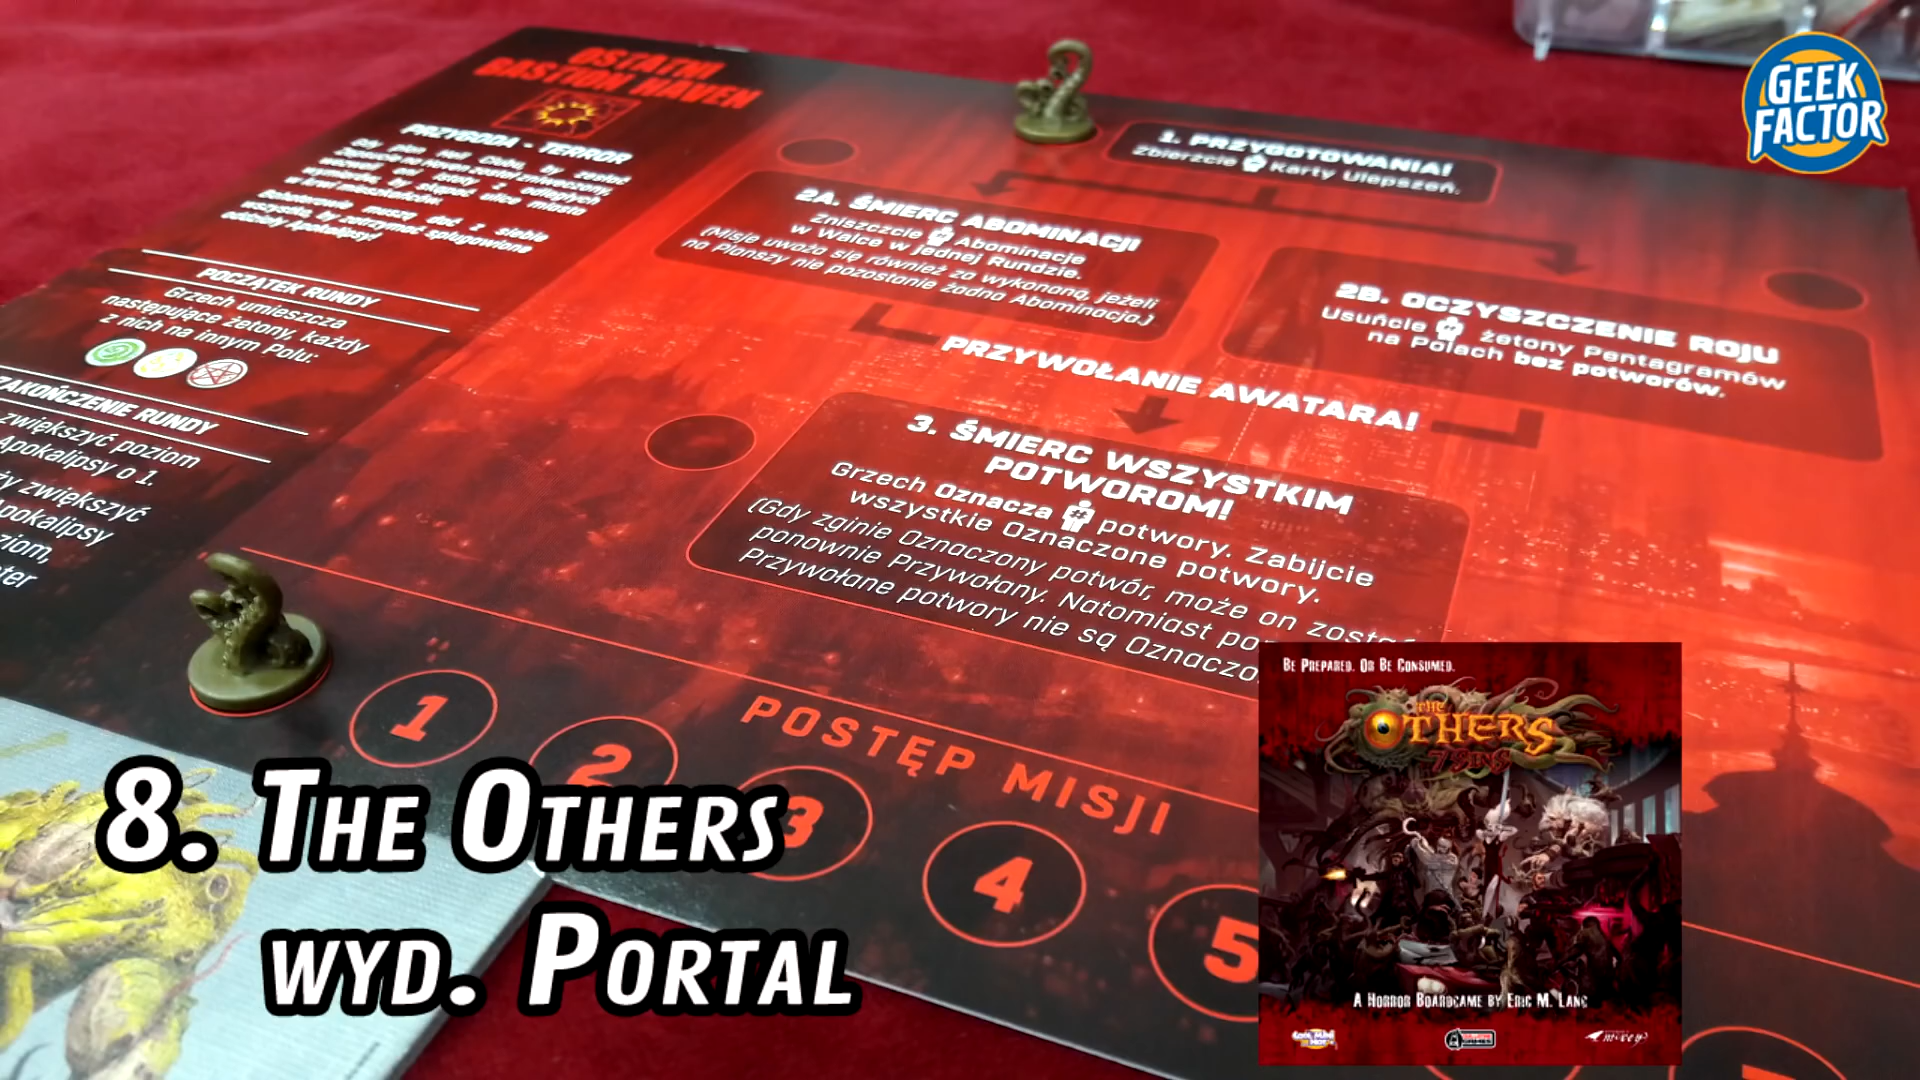 OSTATNI
BASTION HAVEN
PRZYGODA - TERROR
Bohaterowie muszą dać z siebie
wszystko, by zatrzymać splugawione
oddziały Apokalipsy!
POCZĄTEK RUNDY
Grzech umieszcza
następujące żetony, każdy
z nich na innym Polu:
ZAKOŃCZENIE RUNDY
zwiększyć poziom
Apokalipsy o 1.
zwiększyć
Apokalipsy
1. PRZYGOTOWANIA!
Zbierzcie # Karty Ulepszeń.
2A. ŚMIERĆ ABOMINACJI
Zniszczcie # Abominacje
w Walce w jednej Rundzie.
(Misję uważa się również za wykonaną, jeżeli
na Planszy nie pozostanie żadna Abominacja.)
2B. OCZYSZCZENIE ROJU
Usuńcie # żetony Pentagramów
na Polach bez potworów.
PRZYWOŁANIE AWATARA!
3. ŚMIERĆ WSZYSTKIM
POTWOROM!
Grzech Oznacza # potwory. Zabijcie
wszystkie Oznaczone potwory.
(Gdy zginie Oznaczony potwór, może on
ponownie Przywołany. Natomiast
Przywołane potwory nie są
POSTĘP MISJI
1
2
3
4
5
GEEK
FACTOR
8. The Others
wyd. Portal
Be Prepared. Or Be Consumed.
THE
OTHERS
7 SINS
A Horror Boardgame by Eric M. Lang